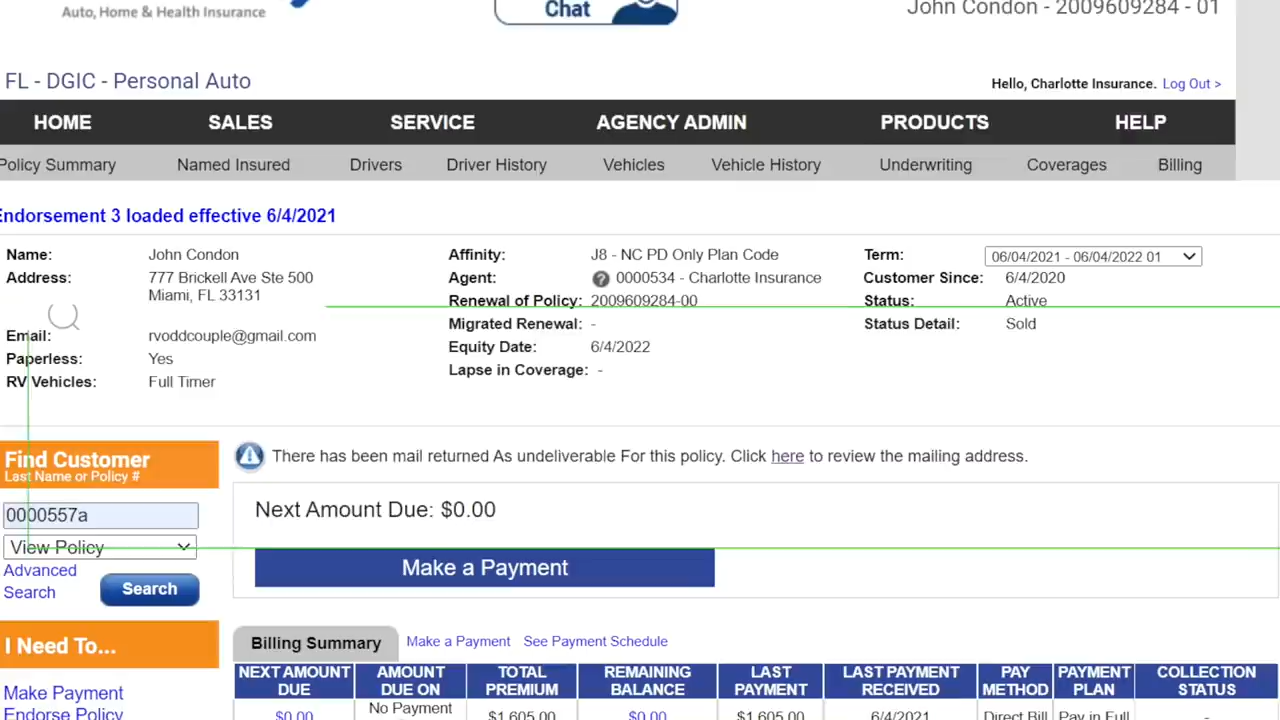 Auto, Home & Health Insurance
Chat
John Condon - 2009609284 - 01
FL - DGIC - Personal Auto
Hello, Charlotte Insurance. Log Out >
HOME SALES SERVICE AGENCY ADMIN PRODUCTS HELP
Policy Summary Named Insured Drivers Driver History Vehicles Vehicle History Underwriting Coverages Billing
Endorsement 3 loaded effective 6/4/2021
Name: John Condon Affinity: J8 - NC PD Only Plan Code Term: 06/04/2021 - 06/04/2022 01
Address: 777 Brickell Ave Ste 500 Agent: ? 0000534 - Charlotte Insurance Customer Since: 6/4/2020
Miami, FL 33131 Renewal of Policy: 2009609284-00 Status: Active
Migrated Renewal: - Status Detail: Sold
Email: rvoddcouple@gmail.com Equity Date: 6/4/2022
Paperless: Yes Lapse in Coverage: -
RV Vehicles: Full Timer
Find Customer
Last Name or Policy #
There has been mail returned As undeliverable For this policy. Click here to review the mailing address.
0000557a
Next Amount Due: $0.00
View Policy
Advanced
Search
Search
Make a Payment
I Need To...
Billing Summary Make a Payment See Payment Schedule
NEXT AMOUNT DUE AMOUNT DUE ON TOTAL PREMIUM REMAINING BALANCE LAST PAYMENT LAST PAYMENT RECEIVED PAY METHOD PAYMENT PLAN COLLECTION STATUS
Make Payment
Endorse Policy
$0.00 No Payment $1,605.00 $0.00 $1,605.00 6/4/2021 Direct Bill Pay in Full -